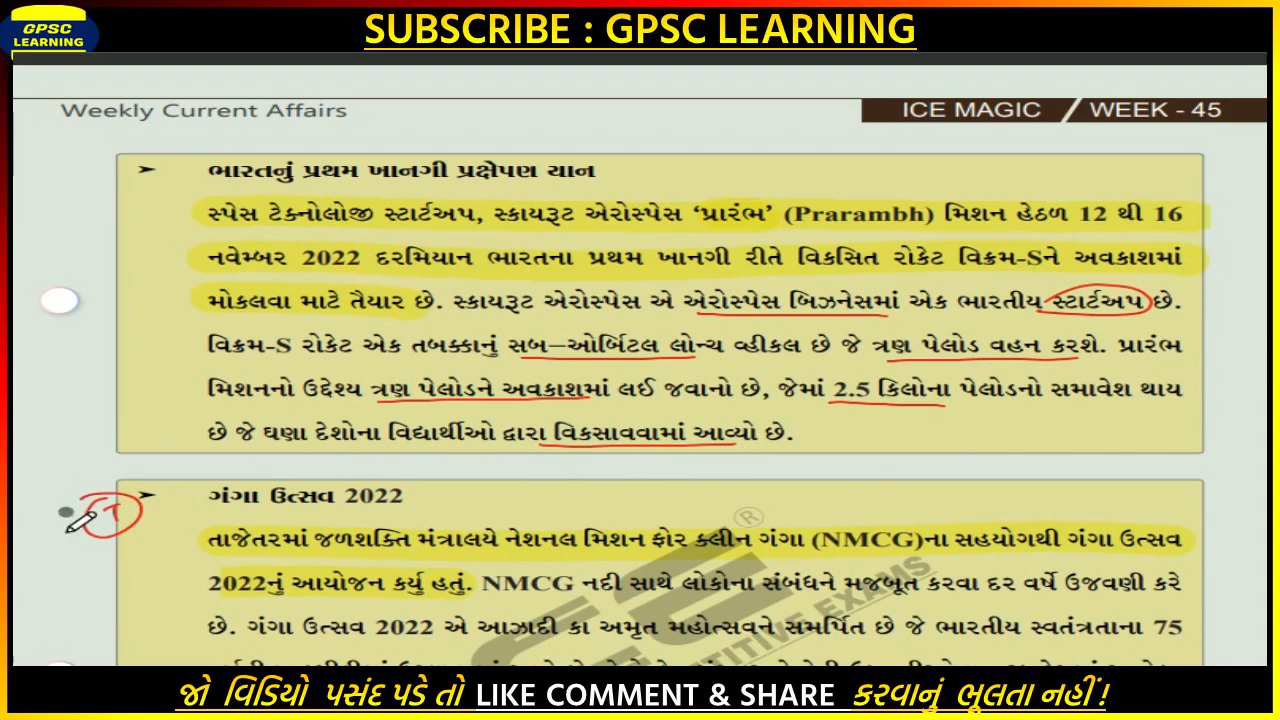 GPSC
LEARNING
SUBSCRIBE : GPSC LEARNING
Weekly Current Affairs
ICE MAGIC / WEEK - 45
➤ ભારતનું પ્રથમ ખાનગી પ્રક્ષેપણ યાન
સ્પેસ ટેક્નોલોજી સ્ટાર્ટઅપ, સ્કાયરૂટ એરોસ્પેસ ‘પ્રારંભ’ (Prarambh) મિશન હેઠળ 12 થી 16
નવેમ્બર 2022 દરમિયાન ભારતના પ્રથમ ખાનગી રીતે વિકસિત રોકેટ વિક્રમ-Sને અવકાશમાં
મોકલવા માટે તૈયાર છે. સ્કાયરૂટ એરોસ્પેસ એ એરોસ્પેસ બિઝનેસમાં એક ભારતીય સ્ટાર્ટઅપ છે.
વિક્રમ-S રોકેટ એક તબક્કાનું સબ-ઓર્બિટલ લોન્ચ વ્હીકલ છે જે ત્રણ પેલોડ વહન કરશે. પ્રારંભ
મિશનનો ઉદ્દેશ્ય ત્રણ પેલોડને અવકાશમાં લઈ જવાનો છે, જેમાં 2.5 કિલોના પેલોડનો સમાવેશ થાય
છે જે ઘણા દેશોના વિદ્યાર્થીઓ દ્વારા વિકસાવવામાં આવ્યો છે.
➤ ગંગા ઉત્સવ 2022
તાજેતરમાં જળશક્તિ મંત્રાલયે નેશનલ મિશન ફોર ક્લીન ગંગા (NMCG)ના સહયોગથી ગંગા ઉત્સવ
2022નું આયોજન કર્યુ હતું. NMCG નદી સાથે લોકોના સંબંધને મજબૂત કરવા દર વર્ષે ઉજવણી કરે
છે. ગંગા ઉત્સવ 2022 એ આઝાદી કા અમૃત મહોત્સવને સમર્પિત છે જે ભારતીય સ્વતંત્રતાના 75
જો વિડિયો પસંદ પડે તો LIKE COMMENT & SHARE કરવાનું ભૂલતા નહીં!